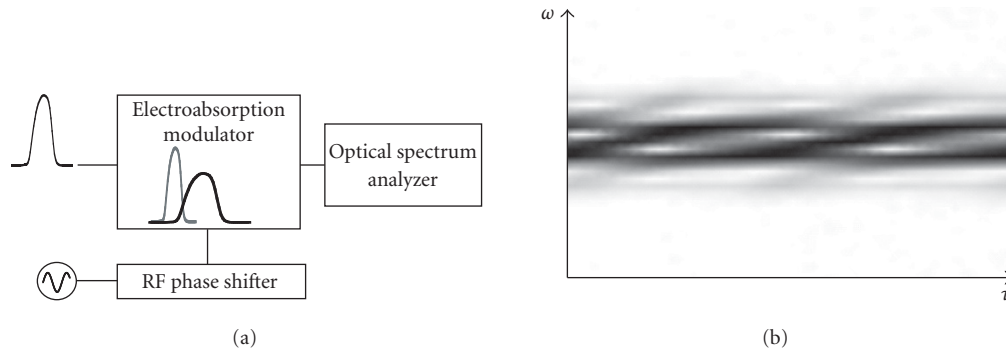 Electroabsorption
modulator
Optical spectrum
analyzer
RF phase shifter
(a)
ω
τ
(b)